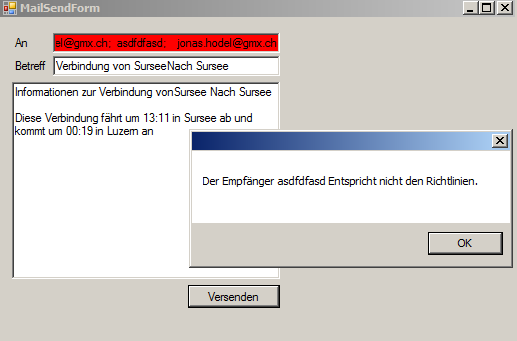 MailSendForm
An
el@gmx.ch; asdfdfasd; jonas.hodel@gmx.ch
Betreff
Verbindung von SurseeNach Sursee
Informationen zur Verbindung vonSursee Nach Sursee
Diese Verbindung fährt um 13:11 in Sursee ab und
kommt um 00:19 in Luzern an
Der Empfänger asdfdfasd Entspricht nicht den Richtlinien.
OK
Versenden